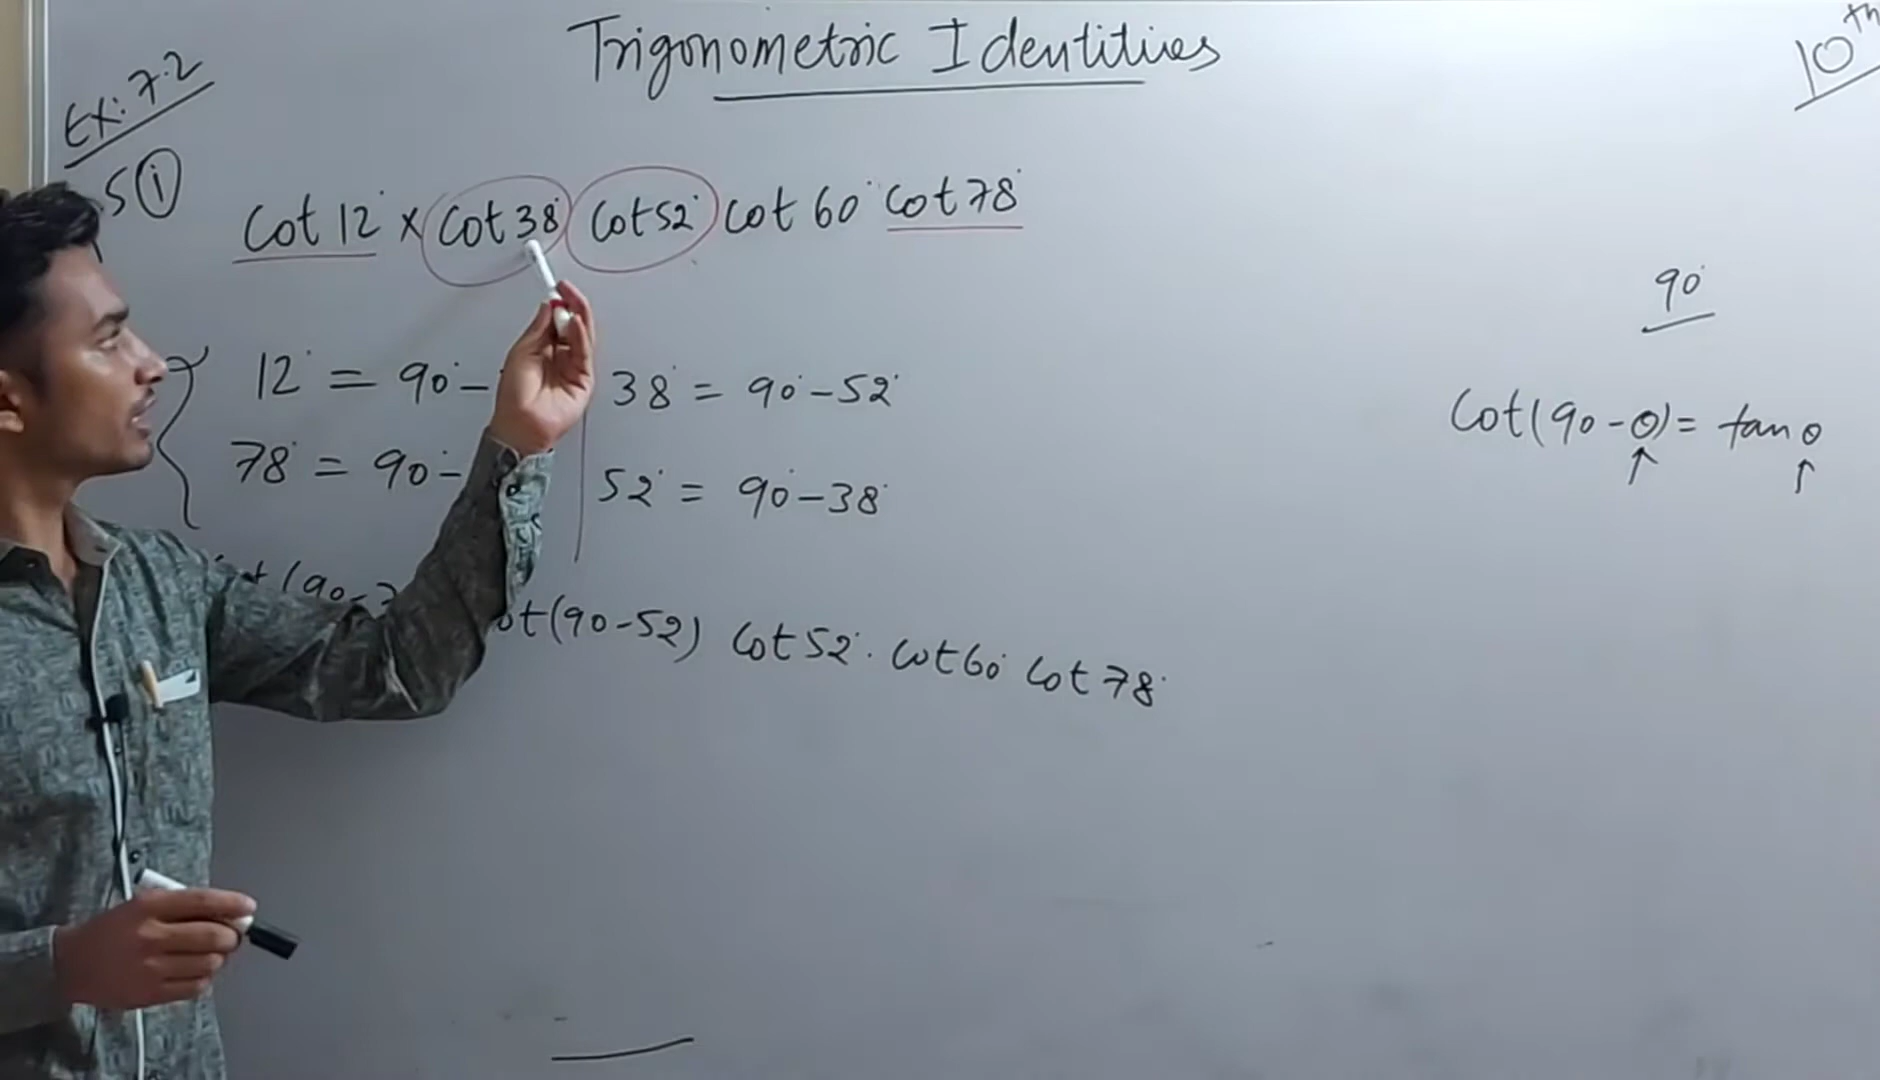 Trigonometric Identitives
10th
Ex: 7.2
5 (i)
Cot 12° × Cot 38° Cot 52° Cot 60° Cot 78°
90°
12° = 90° -
38° = 90° - 52°
Cot(90 - θ) = tan θ
78° = 90° -
52° = 90° - 38°
(90 - 52) Cot 52° . Cot 60° Cot 78°